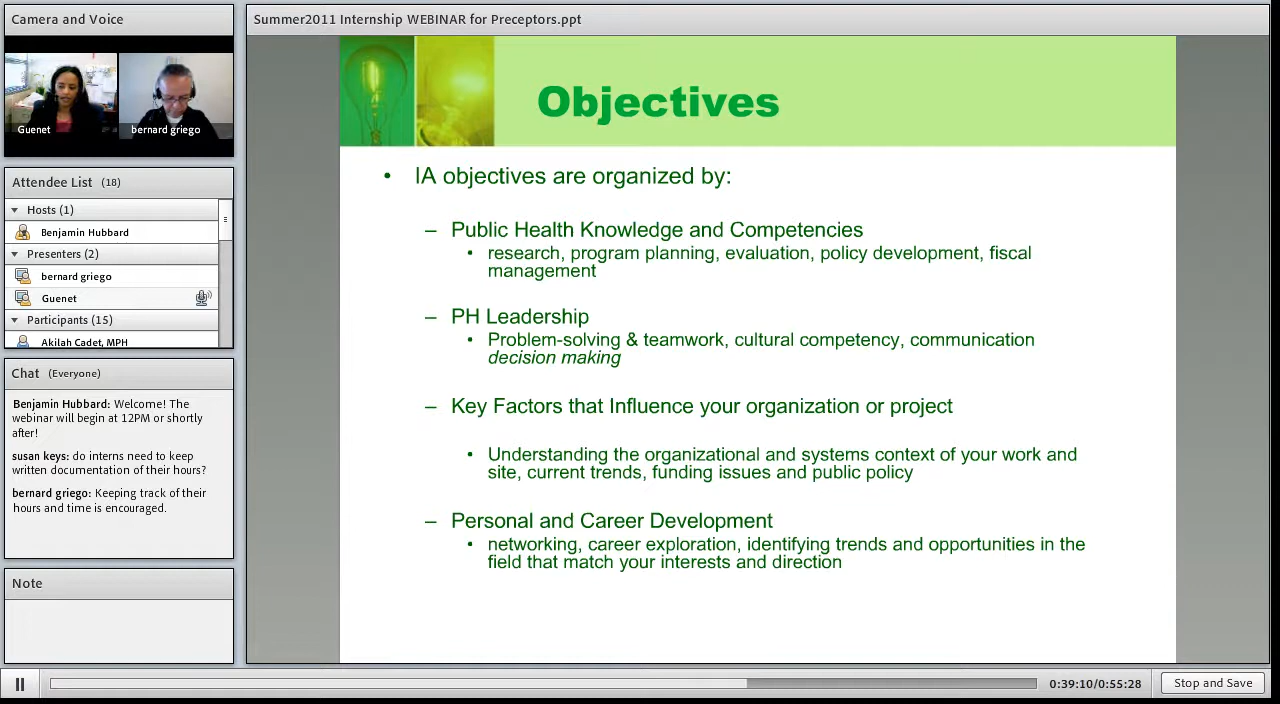 Camera and Voice
Guenet
bernard griego
Attendee List (18)
Hosts (1)
Benjamin Hubbard
Presenters (2)
bernard griego
Guenet
Participants (15)
Akilah Cadet, MPH
Chat (Everyone)
Benjamin Hubbard: Welcome! The
webinar will begin at 12PM or shortly
after!
susan keys: do interns need to keep
written documentation of their hours?
bernard griego: Keeping track of their
hours and time is encouraged.
Note
Summer2011 Internship WEBINAR for Preceptors.ppt
Objectives
• IA objectives are organized by:
– Public Health Knowledge and Competencies
• research, program planning, evaluation, policy development, fiscal
management
– PH Leadership
• Problem-solving & teamwork, cultural competency, communication
decision making
– Key Factors that Influence your organization or project
• Understanding the organizational and systems context of your work and
site, current trends, funding issues and public policy
– Personal and Career Development
• networking, career exploration, identifying trends and opportunities in the
field that match your interests and direction
0:39:10/0:55:28
Stop and Save